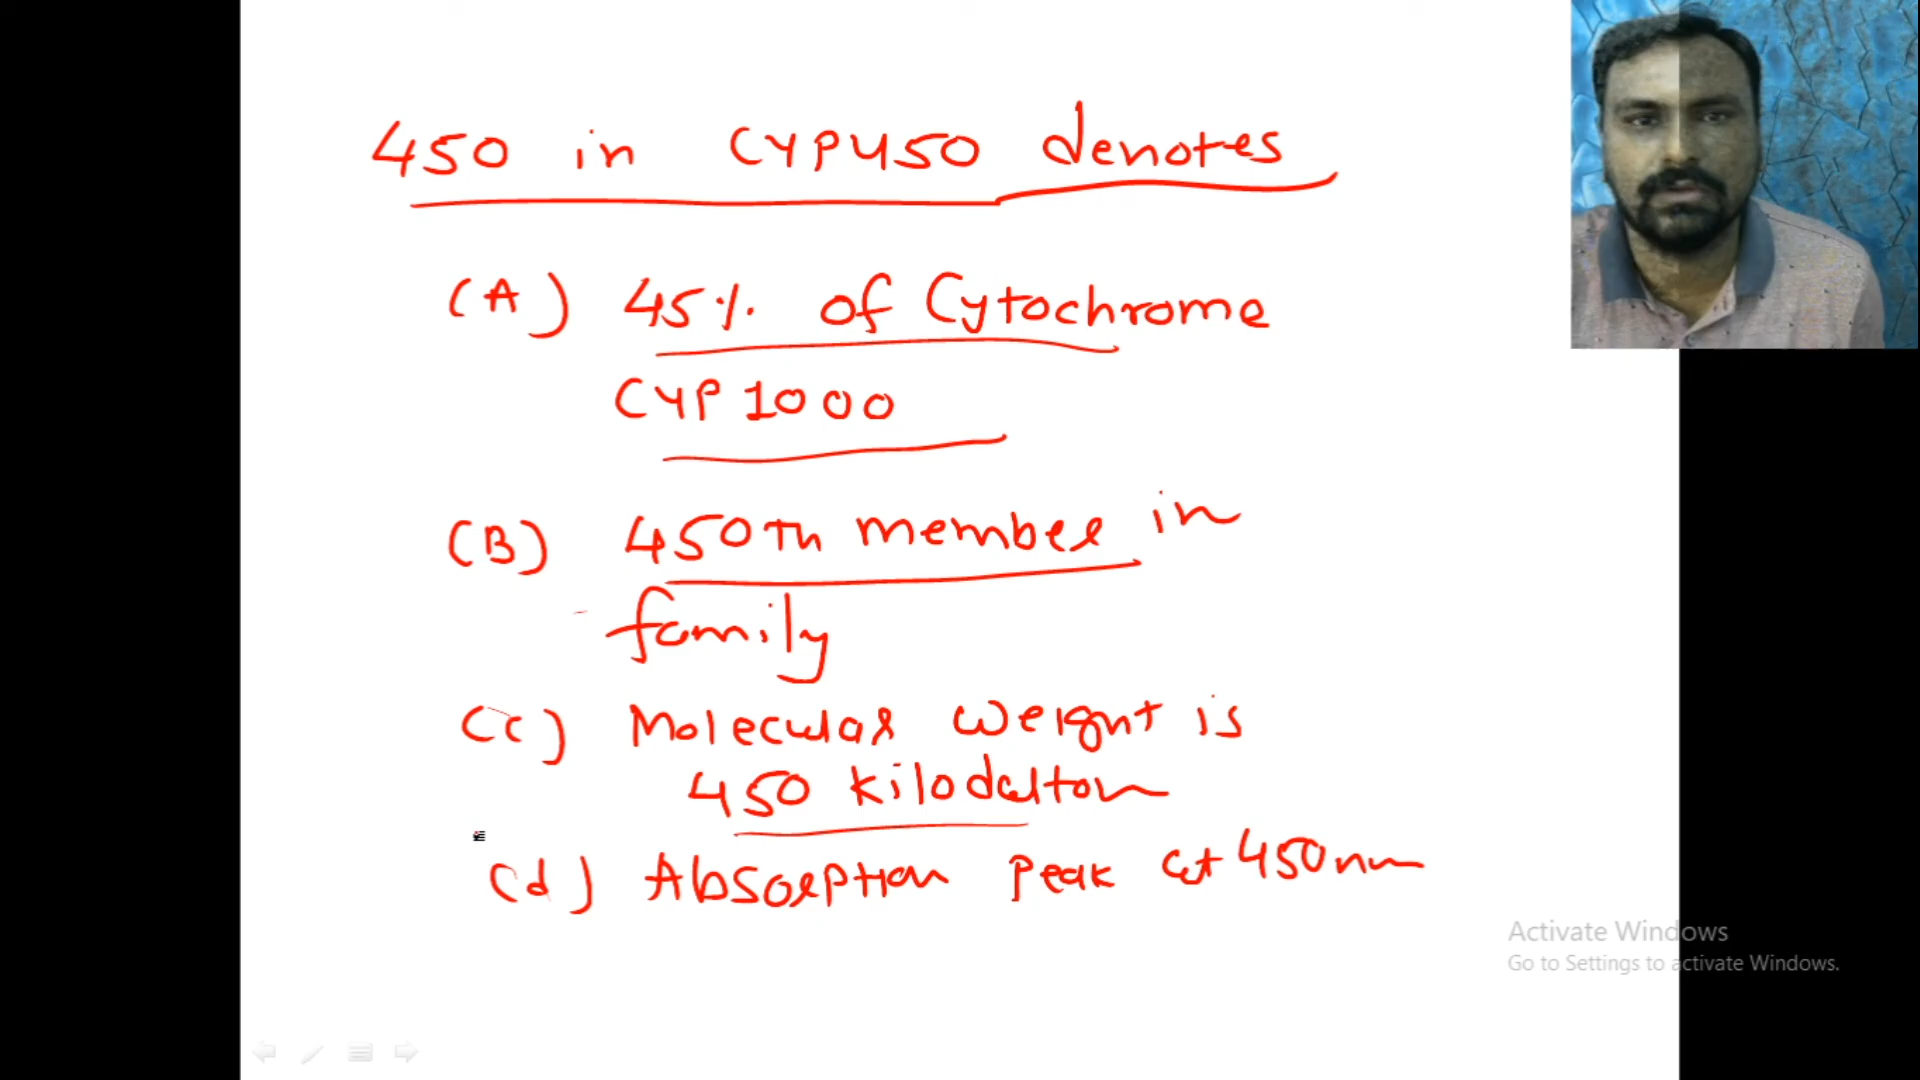 450 in CYP450 denotes
(A) 45% of Cytochrome
CYP 1000
(B) 450Th member in
family
(c) Molecular weight is
450 kilodalton
(d) Absorption Peak at 450nm
Activate Windows
Go to Settings to activate Windows.